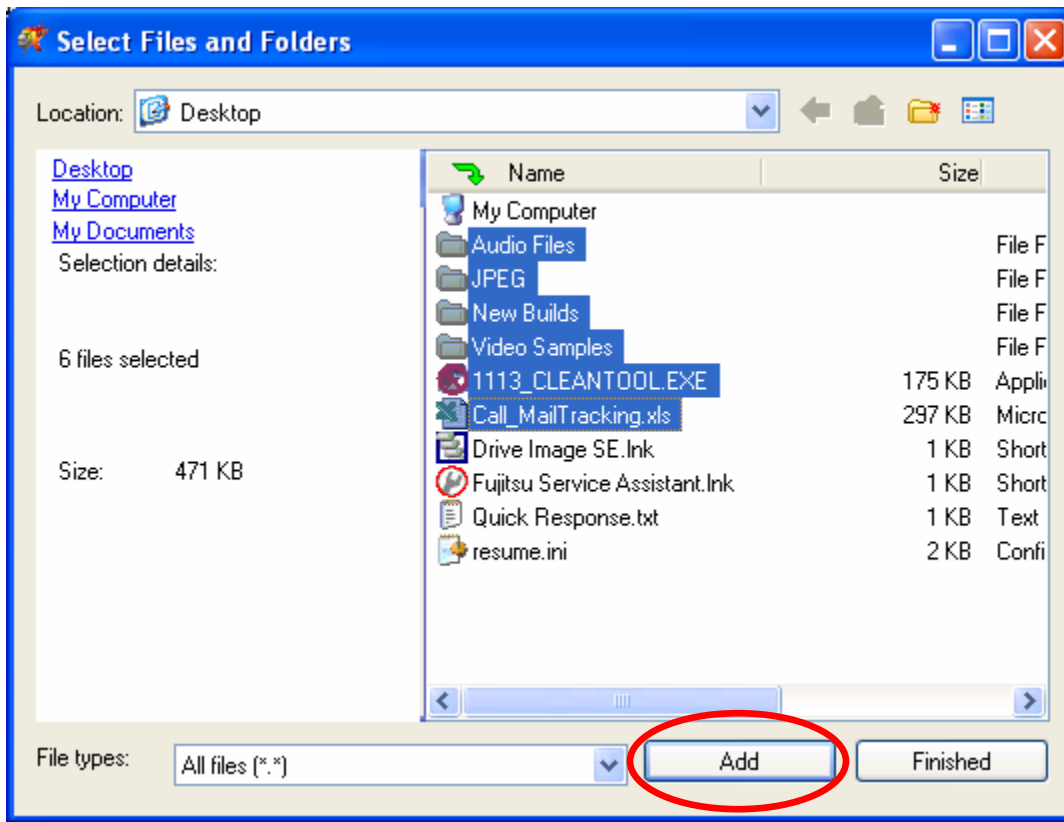 Select Files and Folders
Location: Desktop
Desktop
My Computer
My Documents
Selection details:
6 files selected
Size: 471 KB
Name Size
My Computer
Audio Files File F
JPEG File F
New Builds File F
Video Samples File F
1113_CLEANTOOL.EXE 175 KB Appli
Call_MailTracking.xls 297 KB Micro
Drive Image SE.lnk 1 KB Short
Fujitsu Service Assistant.lnk 1 KB Short
Quick Response.txt 1 KB Text
resume.ini 2 KB Confi
File types: All files (*.*) Add Finished